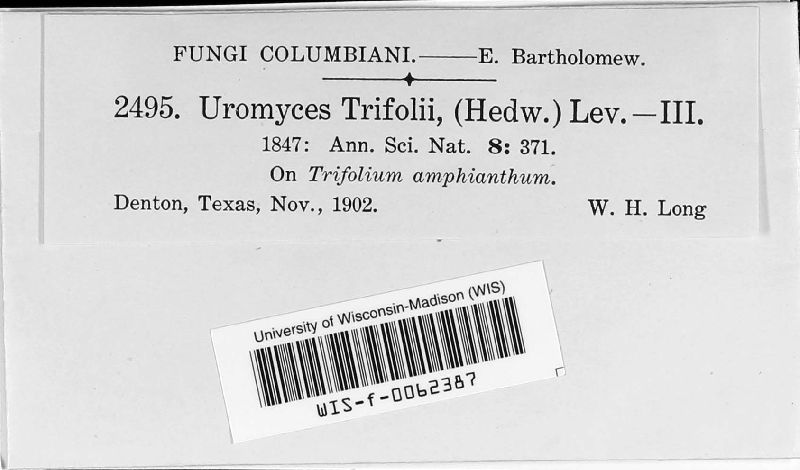 FUNGI COLUMBIANI.——E. Bartholomew.
2495. Uromyces Trifolii, (Hedw.) Lev.—III.
1847: Ann. Sci. Nat. 8: 371.
On Trifolium amphianthum.
Denton, Texas, Nov., 1902. W. H. Long
University of Wisconsin-Madison (WIS)
WIS-f-0062387